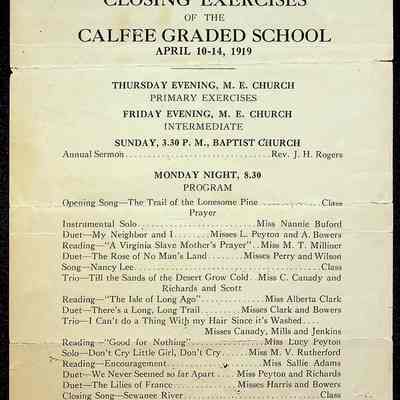 CLOSING EXERCISES
OF THE
CALFEE GRADED SCHOOL
APRIL 10-14, 1919
THURSDAY EVENING, M. E. CHURCH
PRIMARY EXERCISES
FRIDAY EVENING, M. E. CHURCH
INTERMEDIATE
SUNDAY, 3.30 P. M., BAPTIST CHURCH
Annual Sermon....................................Rev. J. H. Rogers
MONDAY NIGHT, 8.30
PROGRAM
Opening Song—The Trail of the Lonesome Pine................Class
Prayer
Instrumental Solo..............................Miss Nannie Buford
Duet—My Neighbor and I.........Misses L. Peyton and A. Bowers
Reading—"A Virginia Slave Mother's Prayer"..Miss M. T. Milliner
Duet—The Rose of No Man's Land........Misses Perry and Wilson
Song—Nancy Lee..............................................Class
Trio—Till the Sands of the Desert Grow Cold. Miss C. Canady and
Richards and Scott
Reading—"The Isle of Long Ago"................Miss Alberta Clark
Duet—There's a Long, Long Trail.......Misses Clark and Bowers
Trio—I Can't do a Thing With my Hair Since it's Washed....
Misses Canady, Mills and Jenkins
Reading—"Good for Nothing"..................Miss Lucy Peyton
Solo—Don't Cry Little Girl, Don't Cry......Miss M. V. Rutherford
Reading—Encouragement......................Miss Sallie Adams
Duet—We Never Seemed so far Apart....Miss Peyton and Richards
Duet—The Lilies of France..............Misses Harris and Bowers
Closing Song—Sewanee River.................................Class